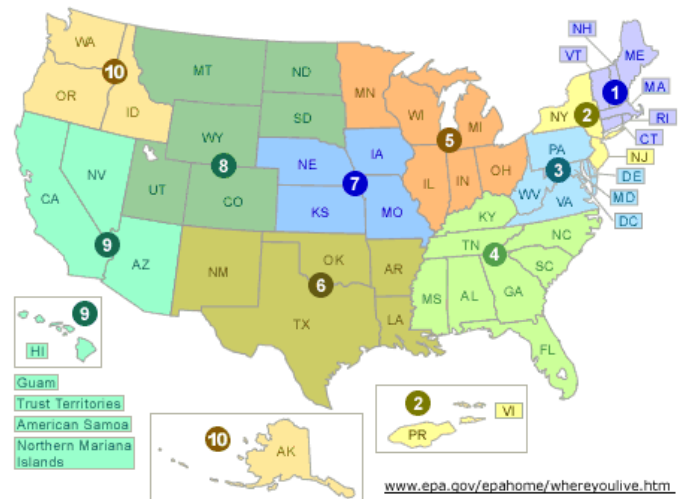 NH
VT
ME
WA
MT
ND
MN
10
1
MA
OR
ID
WI
MI
NY
2
RI
SD
CT
WY
5
PA
NJ
IA
NE
8
3
DE
NV
7
IL
IN
OH
WV
MD
UT
CO
VA
CA
KS
MO
KY
DC
9
TN
NC
AZ
NM
OK
AR
4
SC
6
MS
AL
GA
9
TX
LA
HI
FL
Guam
Trust Territories
American Samoa
Northern Mariana
Islands
2
VI
PR
10
AK
www.epa.gov/epahome/whereyoulive.htm